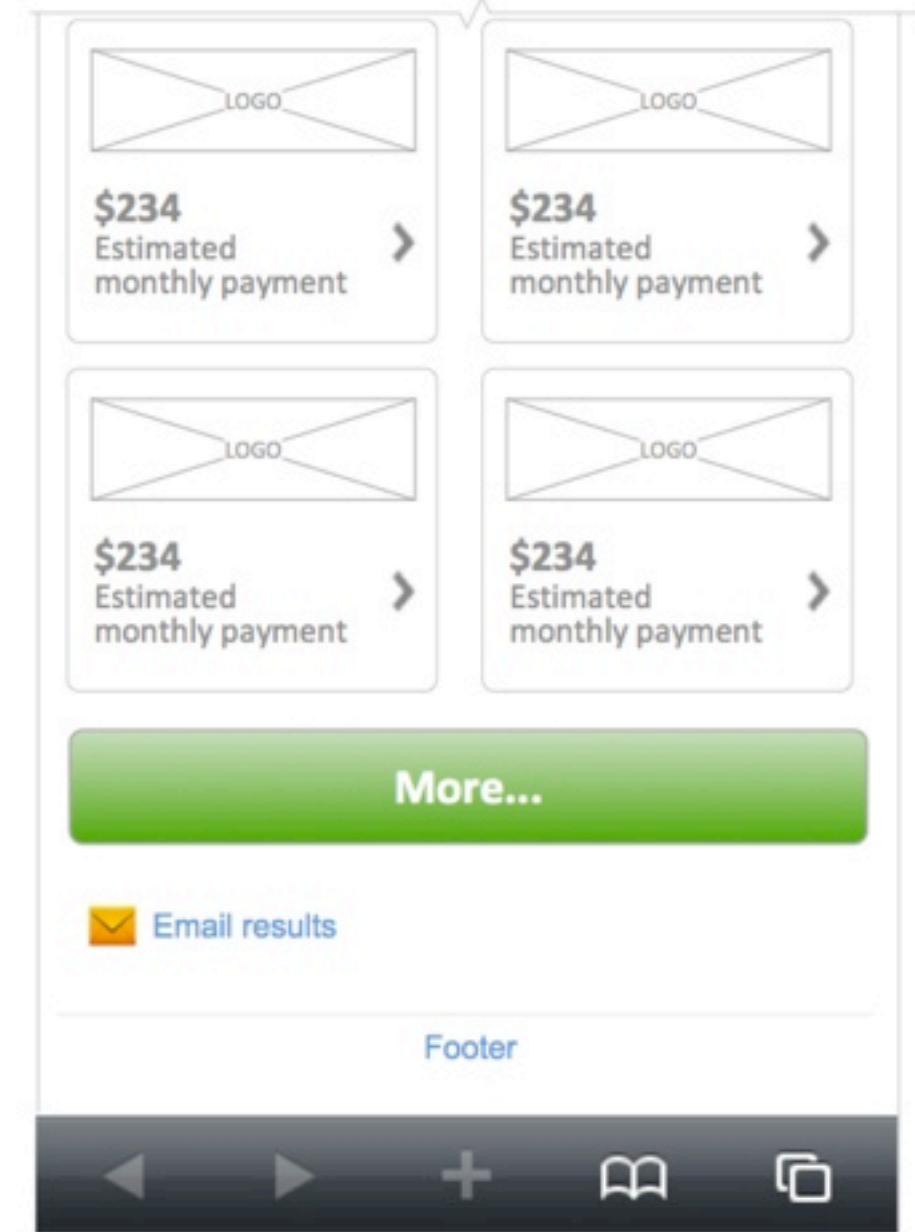 LOGO
LOGO
$234
Estimated
monthly payment
$234
Estimated
monthly payment
LOGO
LOGO
$234
Estimated
monthly payment
$234
Estimated
monthly payment
More...
Email results
Footer